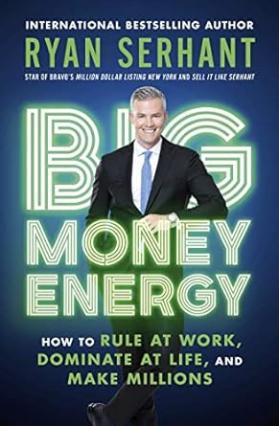 INTERNATIONAL BESTSELLING AUTHOR
RYAN SERHANT
STAR OF BRAVO'S MILLION DOLLAR LISTING NEW YORK AND SELL IT LIKE SERHANT
BIG
MONEY
ENERGY
HOW TO RULE AT WORK,
DOMINATE AT LIFE, AND
MAKE MILLIONS